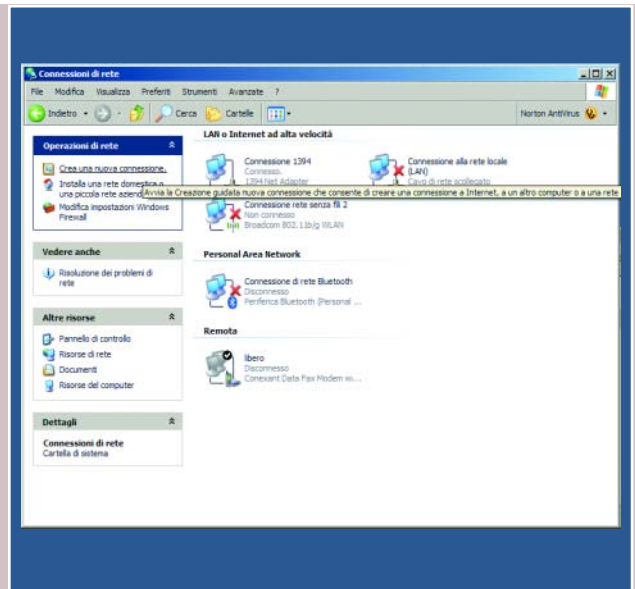 Connessioni di rete
File Modifica Visualizza Preferiti Strumenti Avanzate ?
Indietro Cerca Cartelle Norton AntiVirus
Operazioni di rete
Crea una nuova connessione.
Installa una rete domestica o
una piccola rete aziend
Modifica impostazioni Windows
Firewall
Vedere anche
Risoluzione dei problemi di
rete
Altre risorse
Pannello di controllo
Risorse di rete
Documenti
Risorse del computer
Dettagli
Connessioni di rete
Cartella di sistema
LAN o Internet ad alta velocità
Connessione 1394
Connesso.
1394 Net Adapter
Connessione alla rete locale
(LAN)
Cavo di rete scollegato
Avvia la Creazione guidata nuova connessione che consente di creare una connessione a Internet, a un altro computer o a una rete
Connessione rete senza fili 2
Non connesso
Broadcom 802.11b/g WLAN
Personal Area Network
Connessione di rete Bluetooth
Disconnesso
Periferica Bluetooth (Personal ...
Remota
libero
Disconnesso
Conexant Data Fax Modem wi...